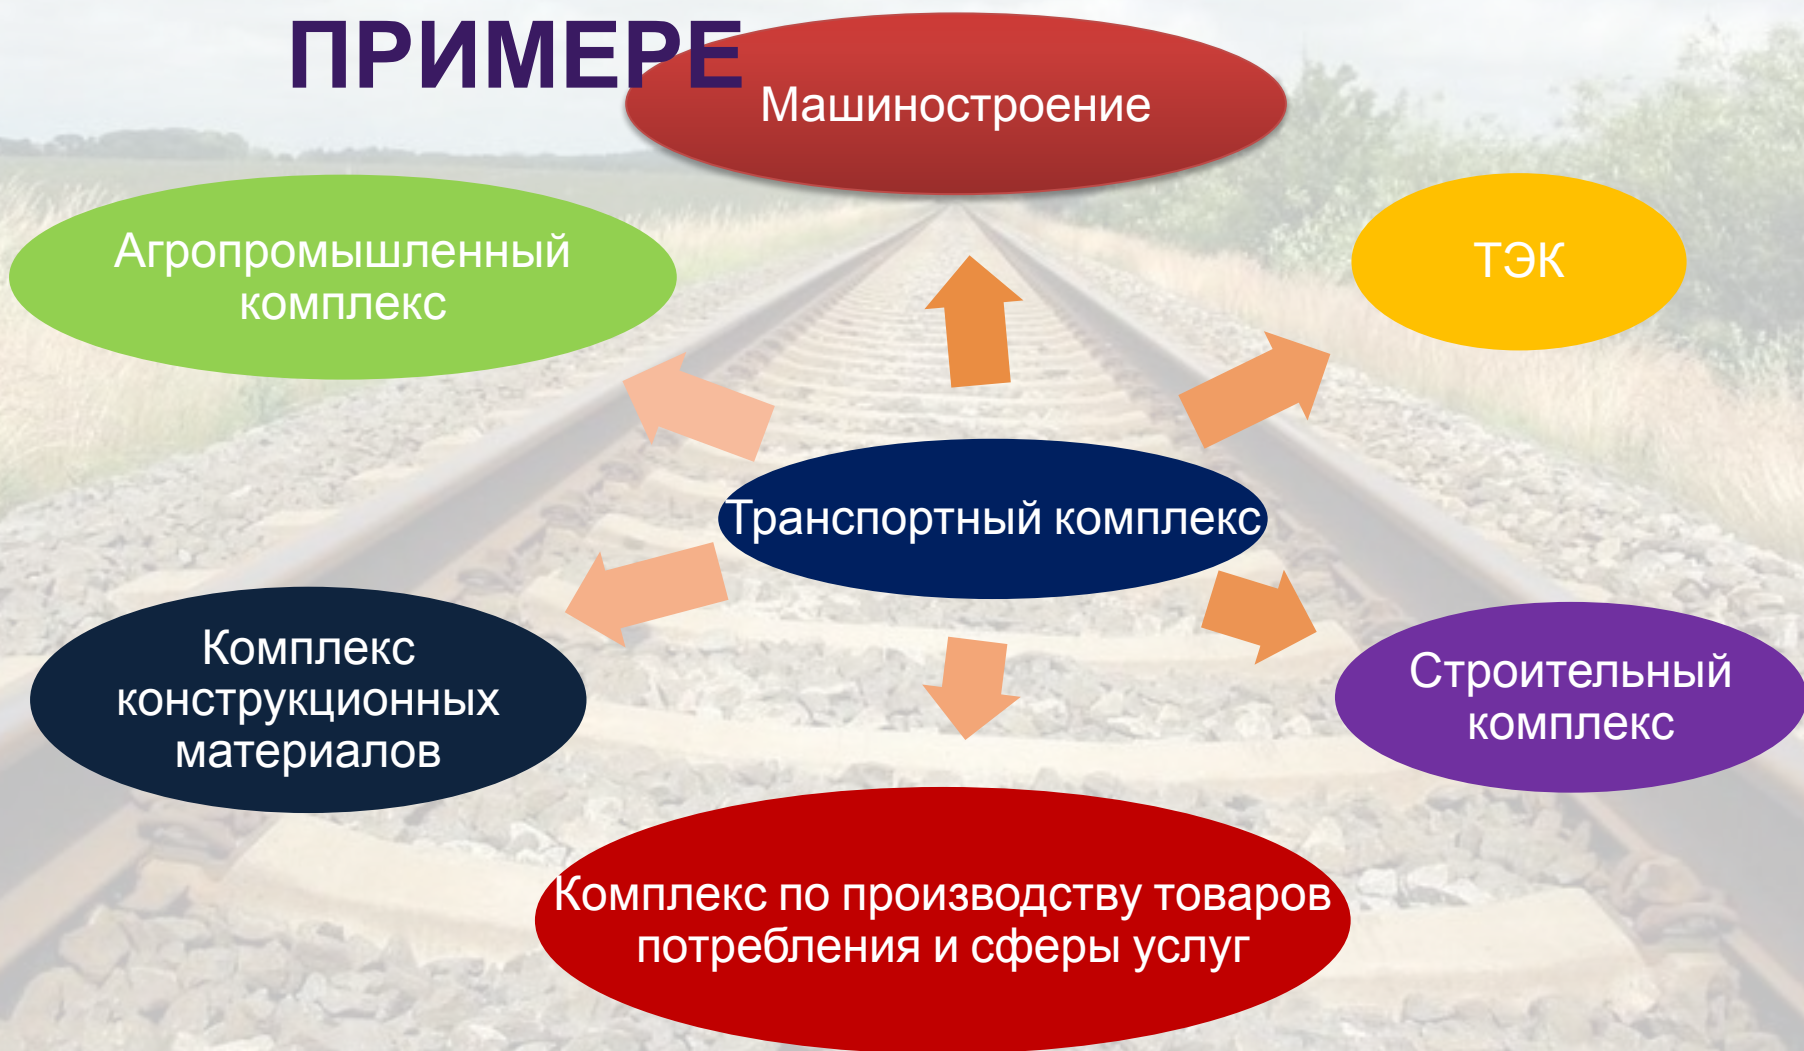 ПРИМЕРЕ
Машиностроение
Агропромышленный
комплекс
ТЭК
Транспортный комплекс
Комплекс
конструкционных
материалов
Строительный
комплекс
Комплекс по производству товаров
потребления и сферы услуг